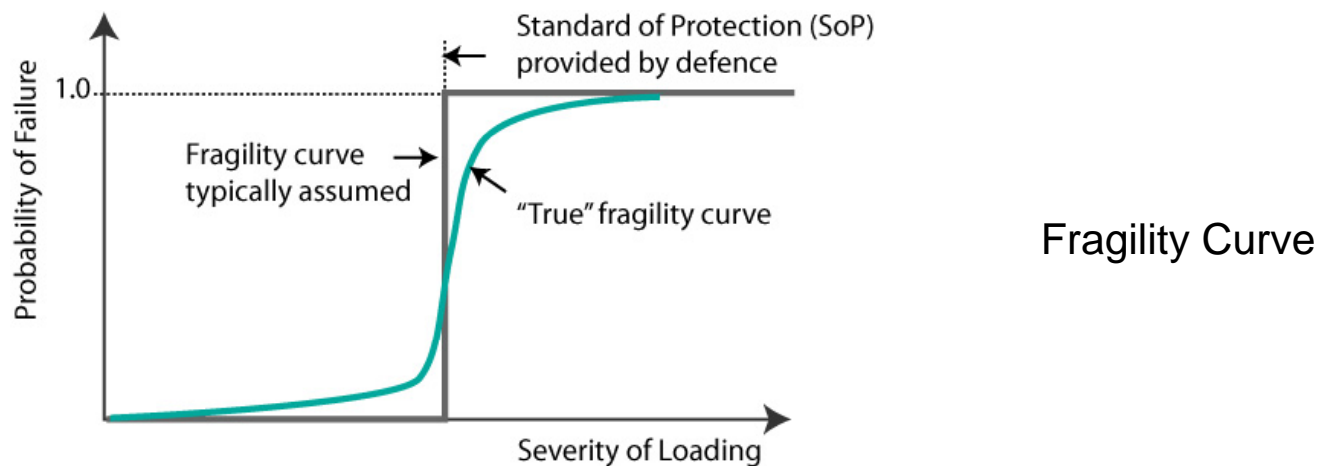 Standard of Protection (SoP)
provided by defence
1.0
Probability of Failure
Fragility curve
typically assumed
“True” fragility curve
Fragility Curve
Severity of Loading